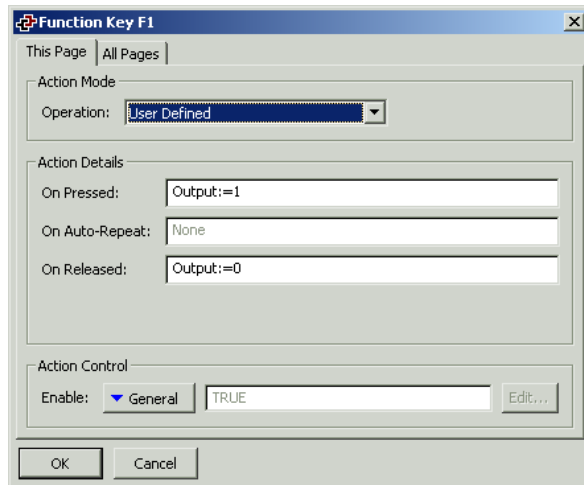 Function Key F1
This Page All Pages
Action Mode
Operation: User Defined
Action Details
On Pressed: Output:=1
On Auto-Repeat: None
On Released: Output:=0
Action Control
Enable: General TRUE Edit...
OK Cancel